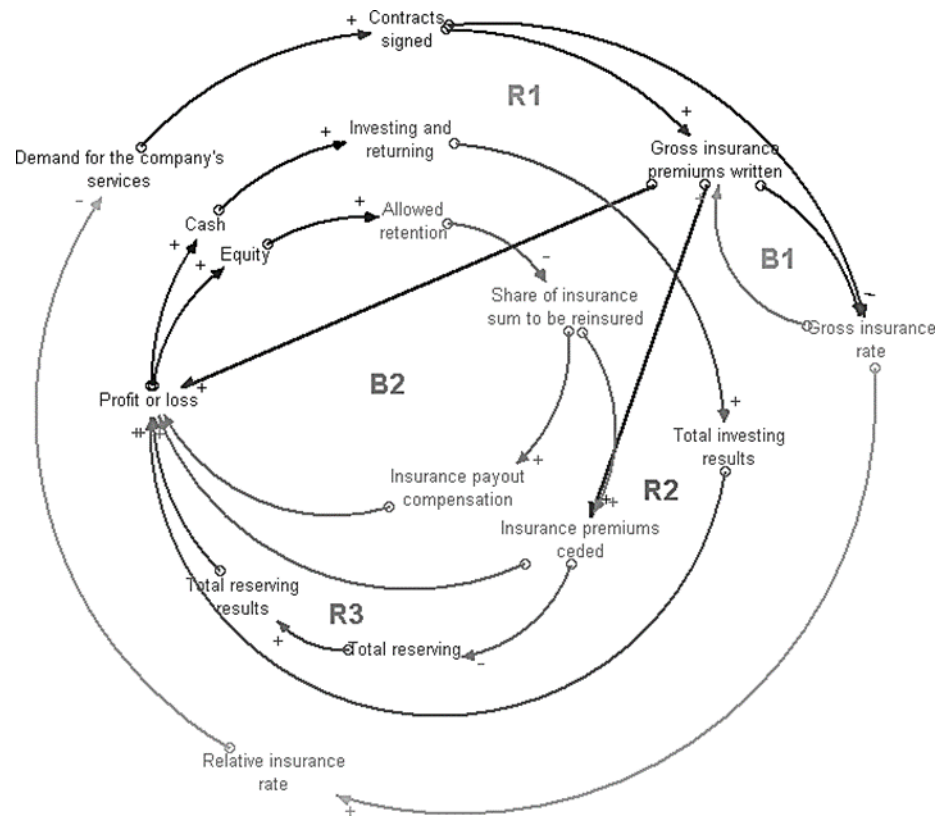 Contracts
signed
+
R1
+
+
Investing and
returning
Gross insurance
premiums written
Demand for the company's
services
-
+
Allowed
retention
Cash
+
Equity
+
-
B1
Share of insurance
sum to be reinsured
-
Gross insurance
rate
B2
Profit or loss
+
+
Total investing
results
Insurance payout
compensation
+
R2
++
Insurance premiums
ceded
Total reserving
results
R3
+
Total reserving
-
Relative insurance
rate
+